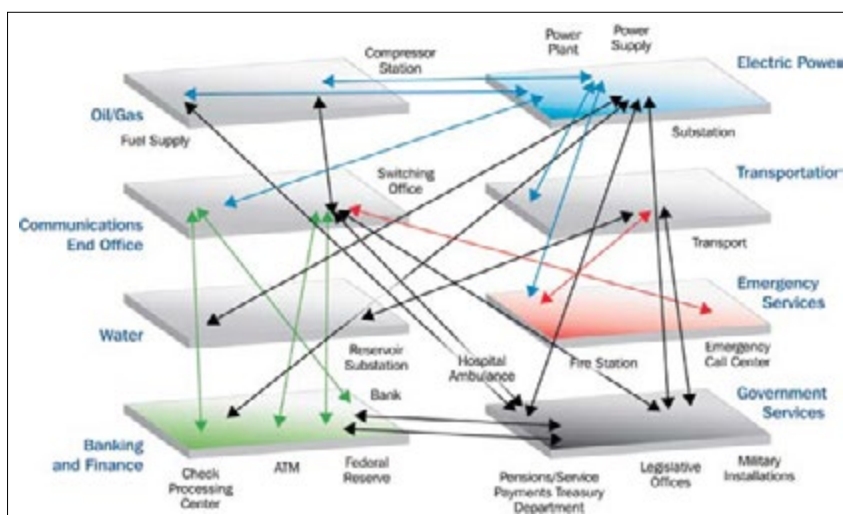 Power
Plant
Power
Supply
Compressor
Station
Electric Power
Oil/Gas
Fuel Supply
Substation
Switching
Office
Transportation
Communications
End Office
Transport
Emergency
Services
Water
Reservoir
Substation
Hospital
Ambulance
Fire Station
Emergency
Call Center
Bank
Government
Services
Banking
and Finance
Check
Processing
Center
ATM
Federal
Reserve
Pensions/Service
Payments Treasury
Department
Legislative
Offices
Military
Installations